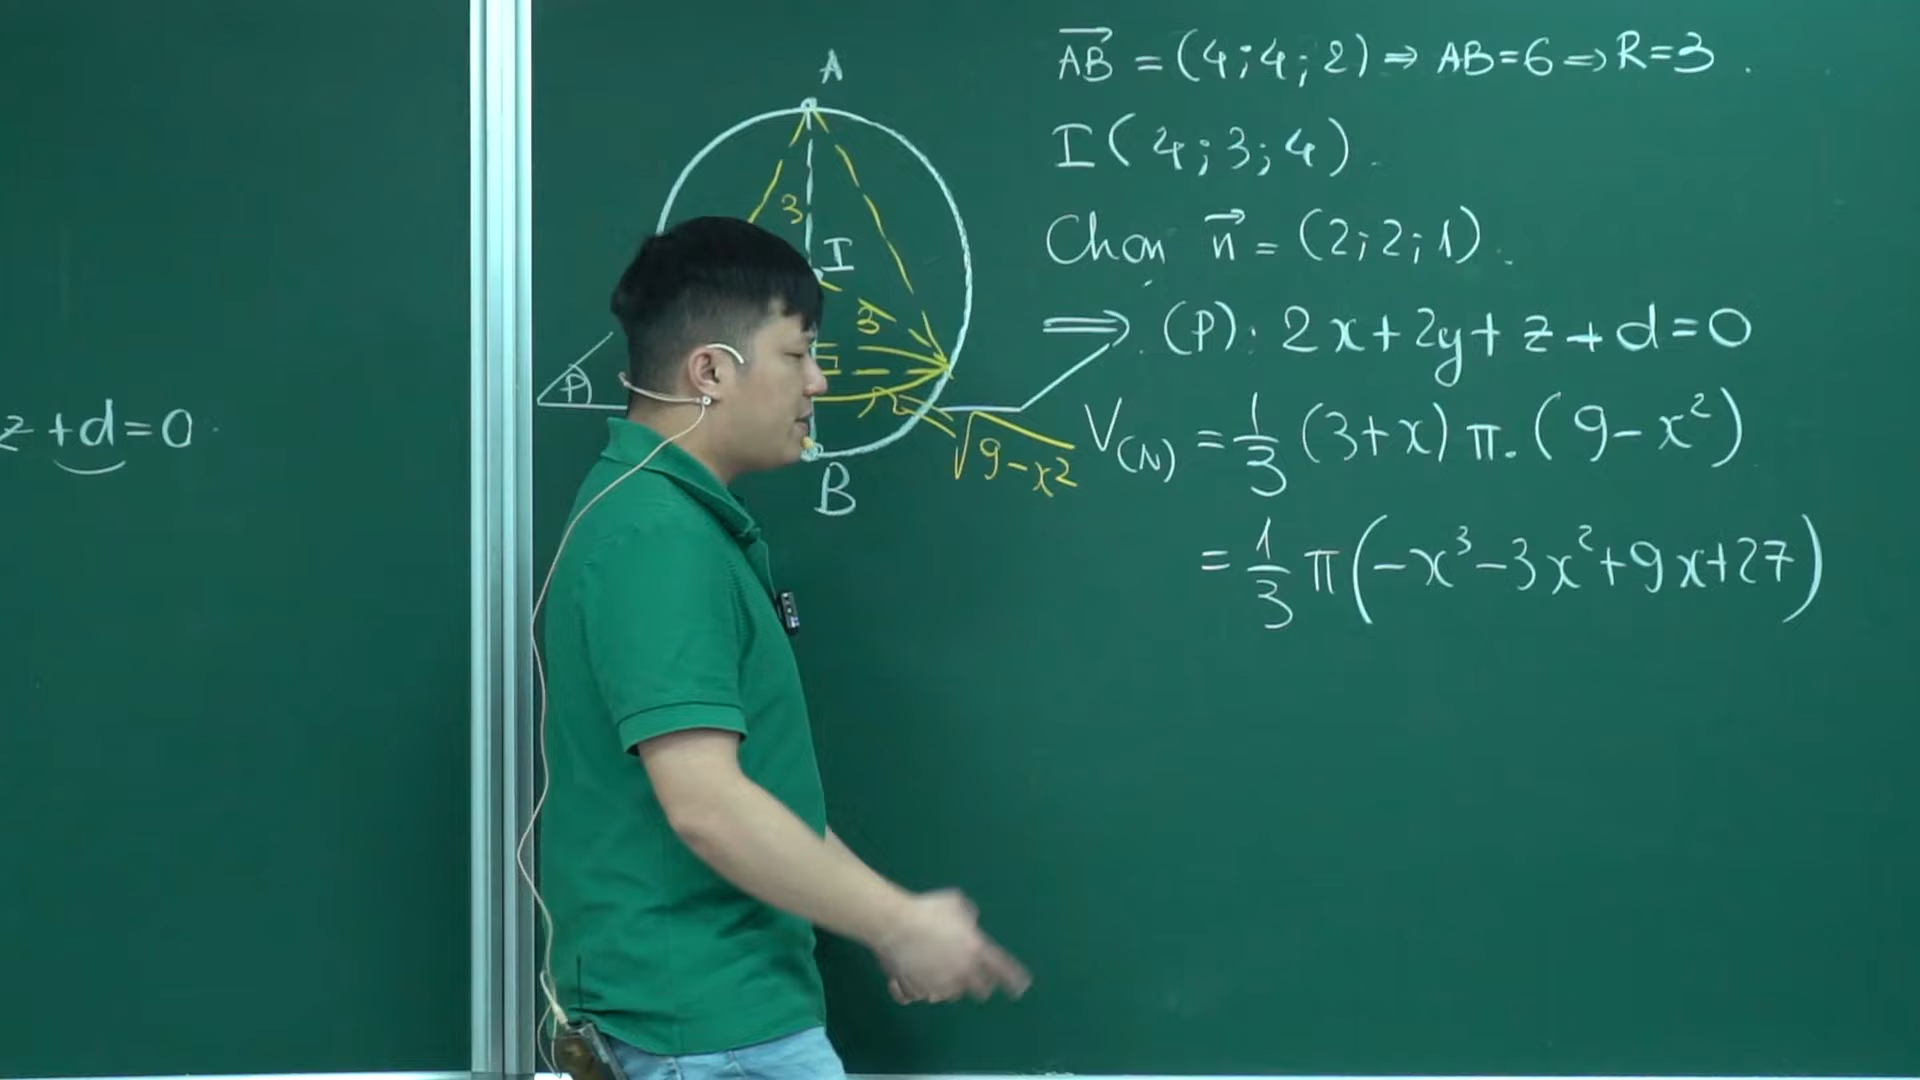 z + d = 0
A
3
I
3
P
B
√9-x²
AB = (4;4;2) ⇒ AB=6 ⇒ R=3.
I(4;3;4).
Chọn n = (2;2;1).
⇒ (P): 2x+2y+z+d=0
V(N) = 1/3 (3+x) π. (9-x²)
= 1/3 π(-x³-3x²+9x+27)